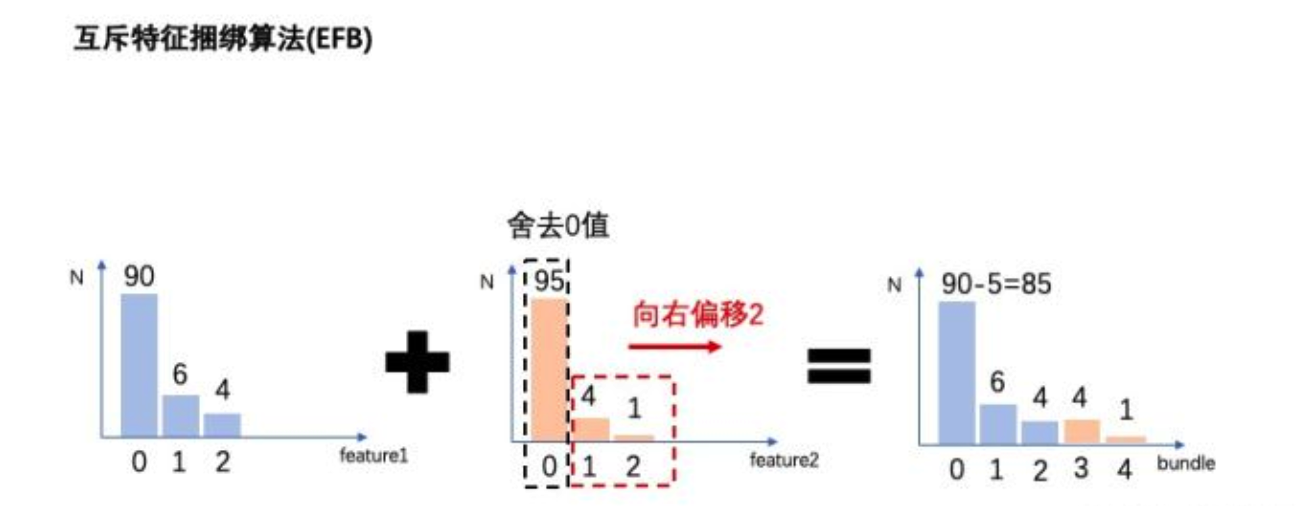 互斥特征捆绑算法(EFB)
舍去0值
N 90 6 4
0 1 2 feature1
N 95 4 1
向右偏移2
0 1 2 feature2
N 90-5=85
6 4 4 1
0 1 2 3 4 bundle